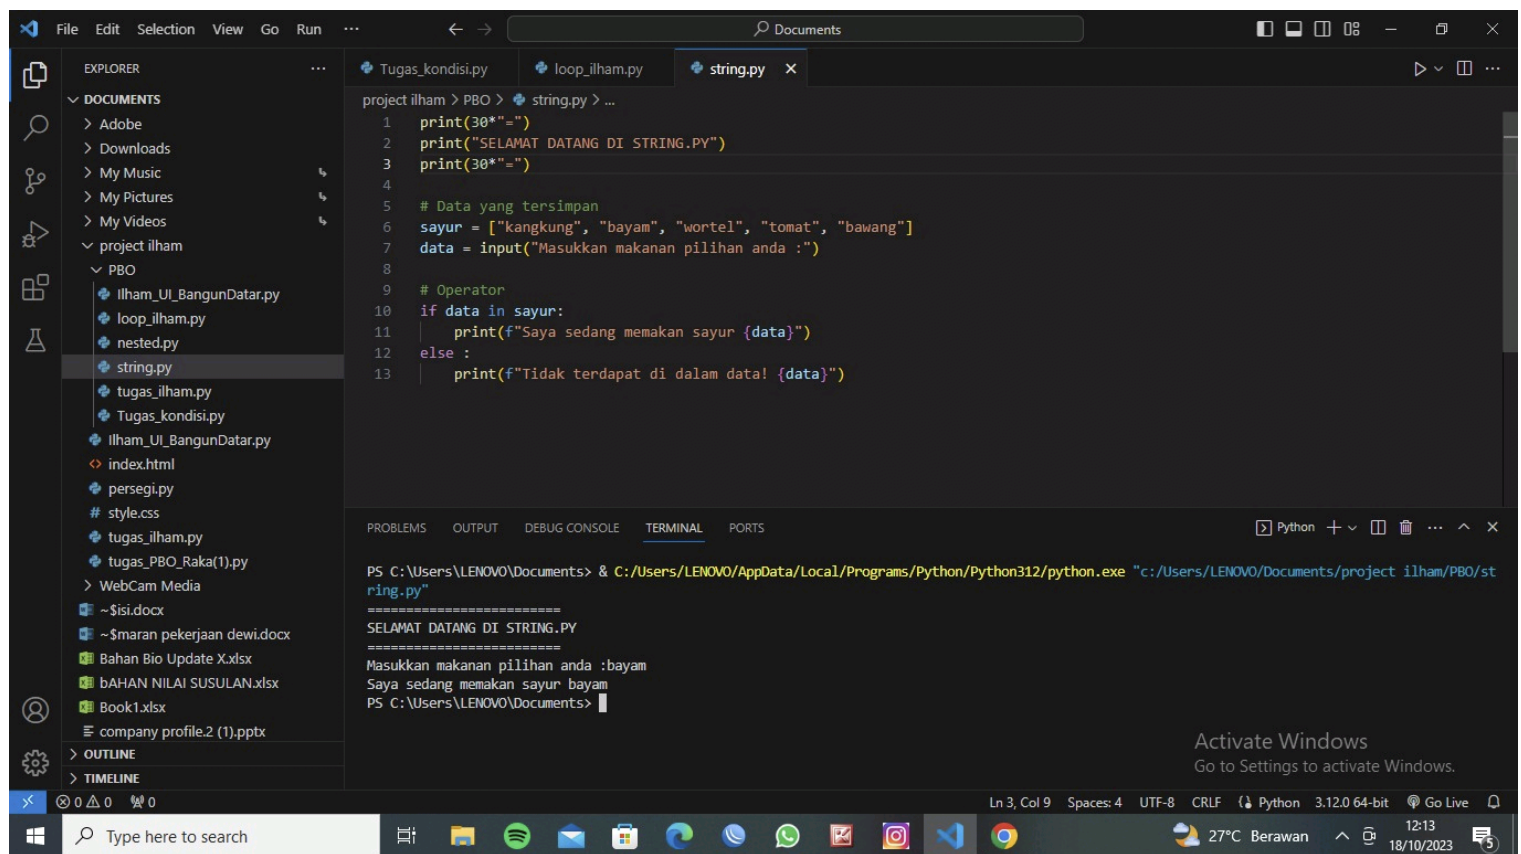 File Edit Selection View Go Run ··· Documents
EXPLORER ···
DOCUMENTS
Adobe
Downloads
My Music
My Pictures
My Videos
project ilham
PBO
Ilham_UI_BangunDatar.py
loop_ilham.py
nested.py
string.py
tugas_ilham.py
Tugas_kondisi.py
Ilham_UI_BangunDatar.py
index.html
persegi.py
style.css
tugas_ilham.py
tugas_PBO_Raka(1).py
WebCam Media
~$isi.docx
~$maran pekerjaan dewi.docx
Bahan Bio Update X.xlsx
bAHAN NILAI SUSULAN.xlsx
Book1.xlsx
company profile.2 (1).pptx
OUTLINE
TIMELINE
Tugas_kondisi.py loop_ilham.py string.py
project ilham > PBO > string.py > ...
1 print(30*"=")
2 print("SELAMAT DATANG DI STRING.PY")
3 print(30*"=")
4
5 # Data yang tersimpan
6 sayur = ["kangkung", "bayam", "wortel", "tomat", "bawang"]
7 data = input("Masukkan makanan pilihan anda :")
8
9 # Operator
10 if data in sayur:
11 print(f"Saya sedang memakan sayur {data}")
12 else :
13 print(f"Tidak terdapat di dalam data! {data}")
PROBLEMS OUTPUT DEBUG CONSOLE TERMINAL PORTS Python
PS C:\Users\LENOVO\Documents> & C:/Users/LENOVO/AppData/Local/Programs/Python/Python312/python.exe "c:/Users/LENOVO/Documents/project ilham/PBO/st
ring.py"
==============================
SELAMAT DATANG DI STRING.PY
==============================
Masukkan makanan pilihan anda :bayam
Saya sedang memakan sayur bayam
PS C:\Users\LENOVO\Documents>
Activate Windows
Go to Settings to activate Windows.
0 0 0 Ln 3, Col 9 Spaces: 4 UTF-8 CRLF Python 3.12.0 64-bit Go Live
Type here to search 27°C Berawan 12:13
18/10/2023 5